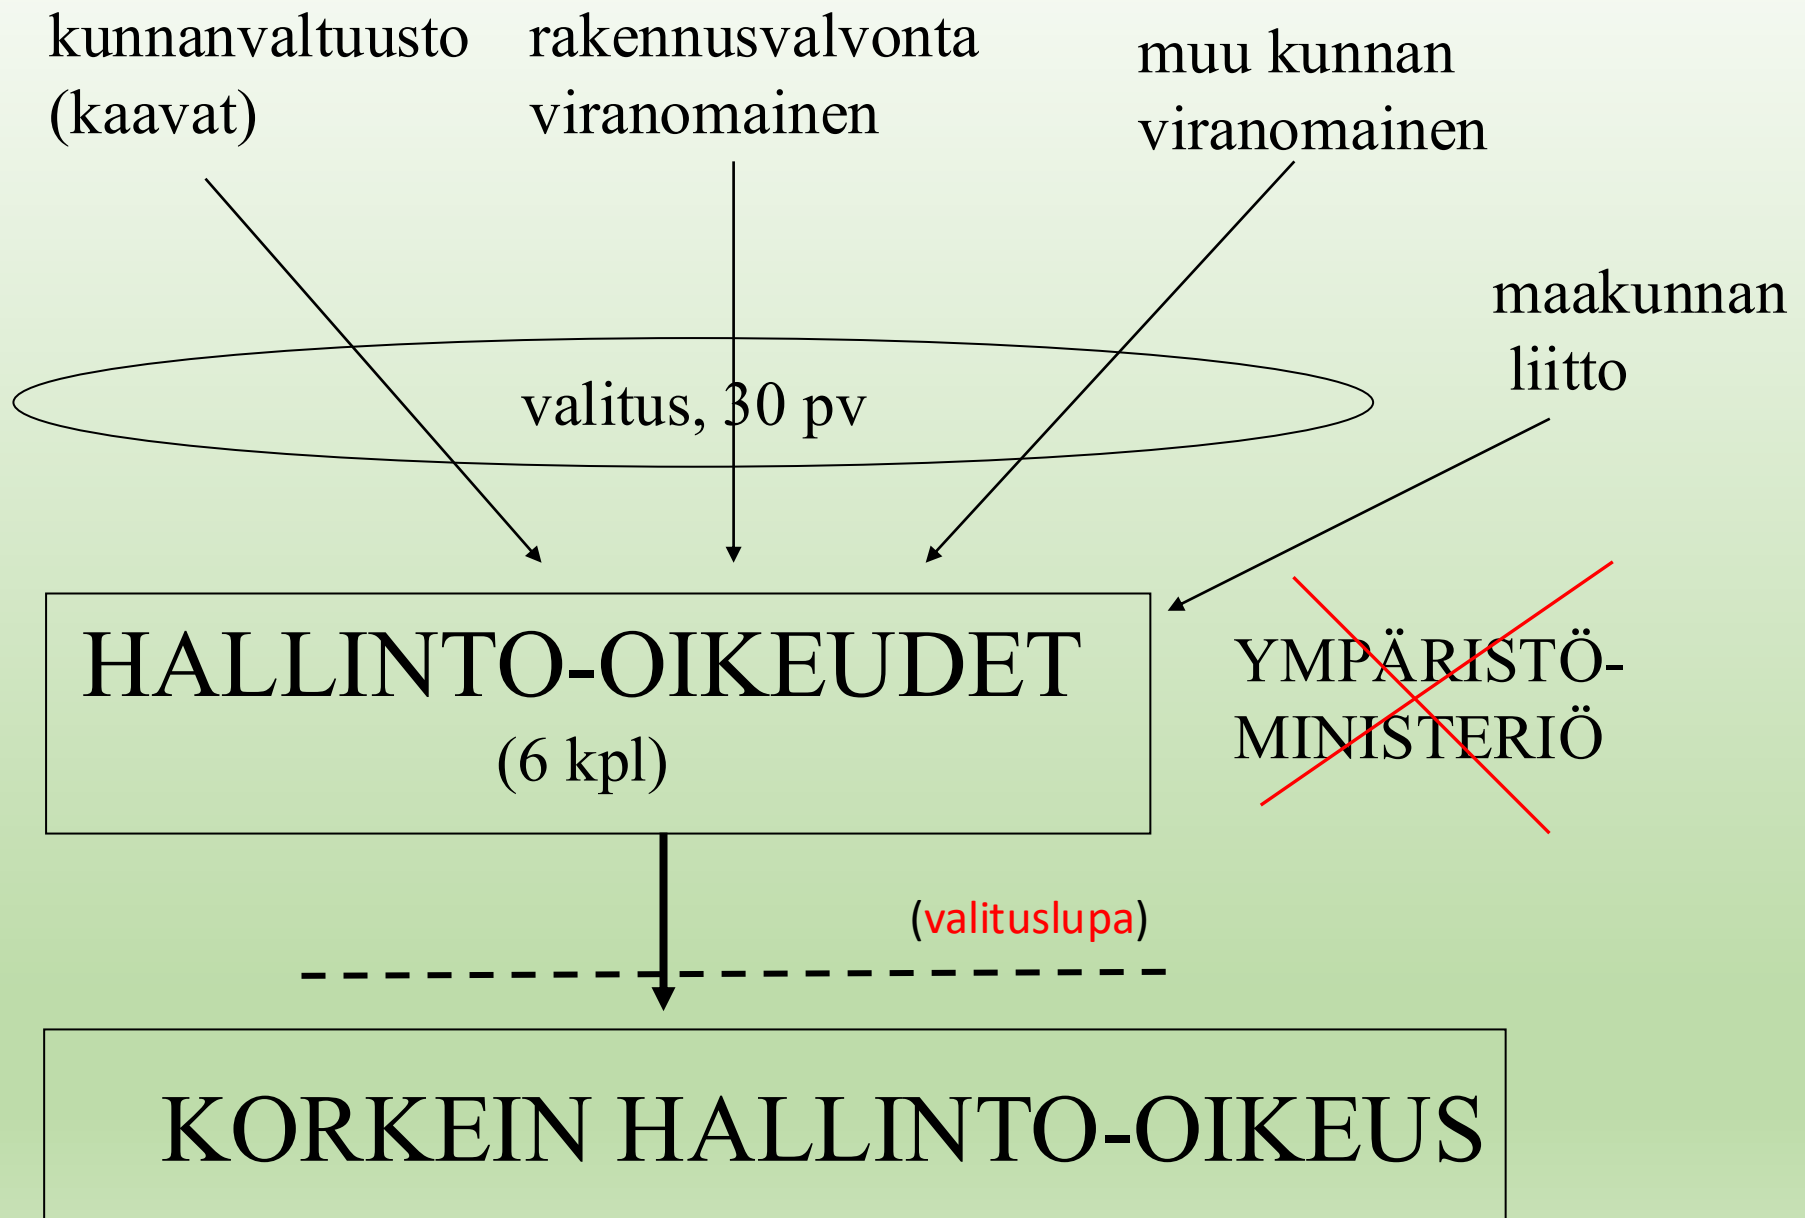 kunnanvaltuusto
(kaavat)
rakennusvalvonta
viranomainen
muu kunnan
viranomainen
maakunnan
liitto
valitus, 30 pv
HALLINTO-OIKEUDET
(6 kpl)
YMPÄRISTÖ-
MINISTERIÖ
(valituslupa)
KORKEIN HALLINTO-OIKEUS